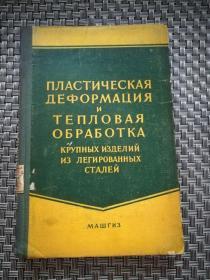 ПЛАСТИЧЕСКАЯ
ДЕФОРМАЦИЯ
И
ТЕПЛОВАЯ
ОБРАБОТКА
КРУПНЫХ ИЗДЕЛИЙ
ИЗ ЛЕГИРОВАННЫХ
СТАЛЕЙ
МАШГИЗ